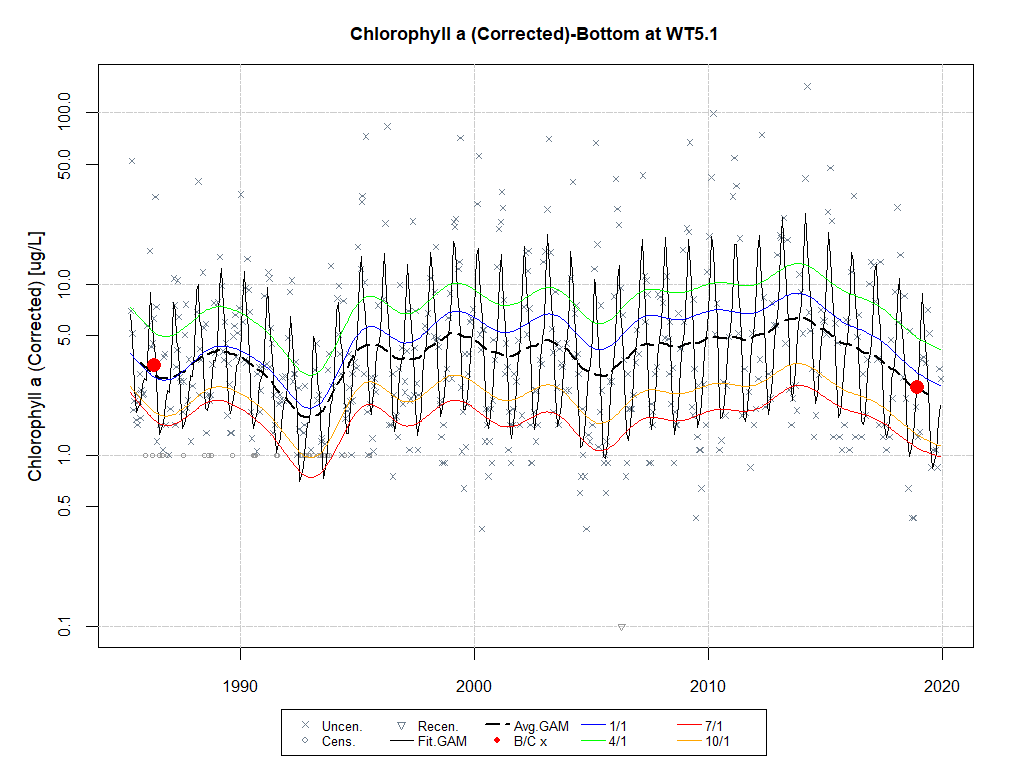 Chlorophyll a (Corrected)-Bottom at WT5.1
Chlorophyll a (Corrected) [ug/L]
100.0
50.0
10.0
5.0
1.0
0.5
0.1
1990 2000 2010 2020
Uncen. Recen. Avg.GAM 1/1 7/1
Cens. Fit.GAM B/C x 4/1 10/1